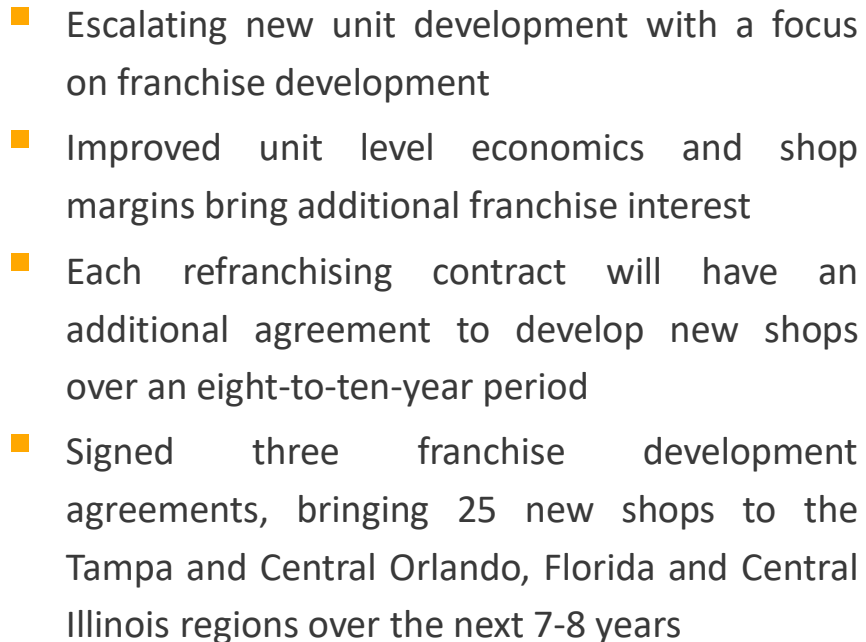 Escalating new unit development with a focus
on franchise development
Improved unit level economics and shop
margins bring additional franchise interest
Each refranchising contract will have an
additional agreement to develop new shops
over an eight-to-ten-year period
Signed three franchise development
agreements, bringing 25 new shops to the
Tampa and Central Orlando, Florida and Central
Illinois regions over the next 7-8 years